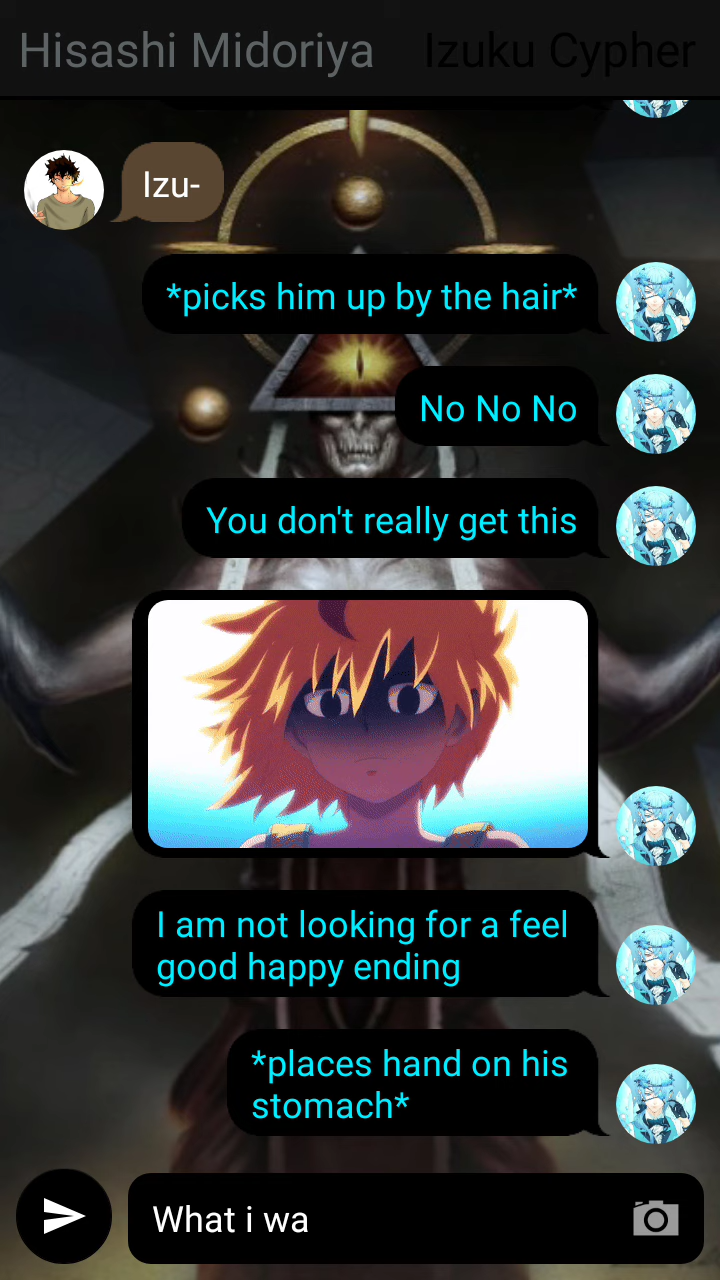 Hisashi Midoriya Izuku Cypher
Izu-
*picks him up by the hair*
No No No
You don't really get this
I am not looking for a feel
good happy ending
*places hand on his
stomach*
What i wa